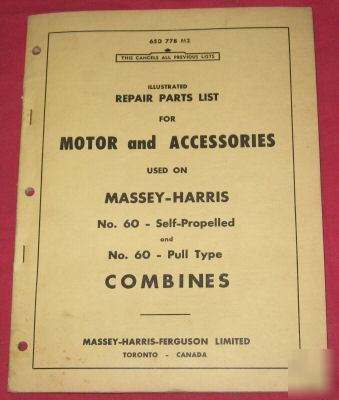 650 778 M2
THIS CANCELS ALL PREVIOUS LISTS
ILLUSTRATED
REPAIR PARTS LIST
FOR
MOTOR and ACCESSORIES
USED ON
MASSEY-HARRIS
No. 60 - Self-Propelled
and
No. 60 - Pull Type
COMBINES
MASSEY-HARRIS-FERGUSON LIMITED
TORONTO - CANADA